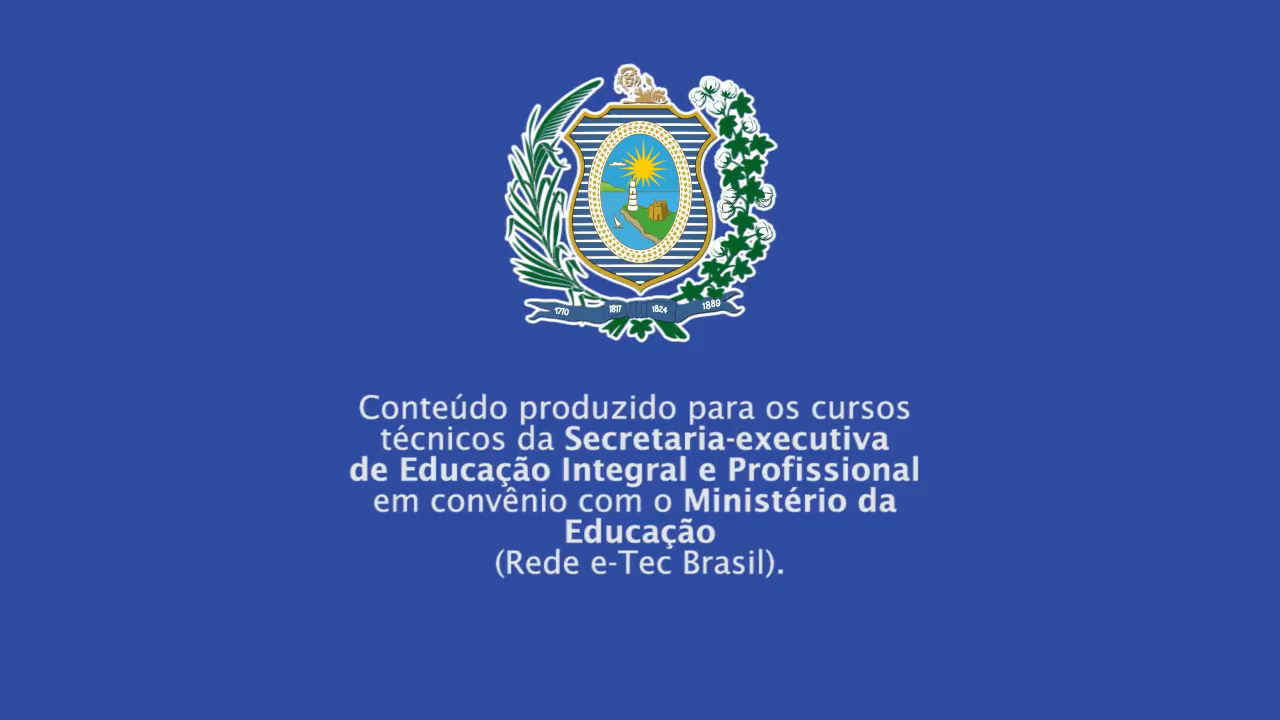 1710 1817 1824 1889
Conteúdo produzido para os cursos
técnicos da Secretaria-executiva
de Educação Integral e Profissional
em convênio com o Ministério da
Educação
(Rede e-Tec Brasil).